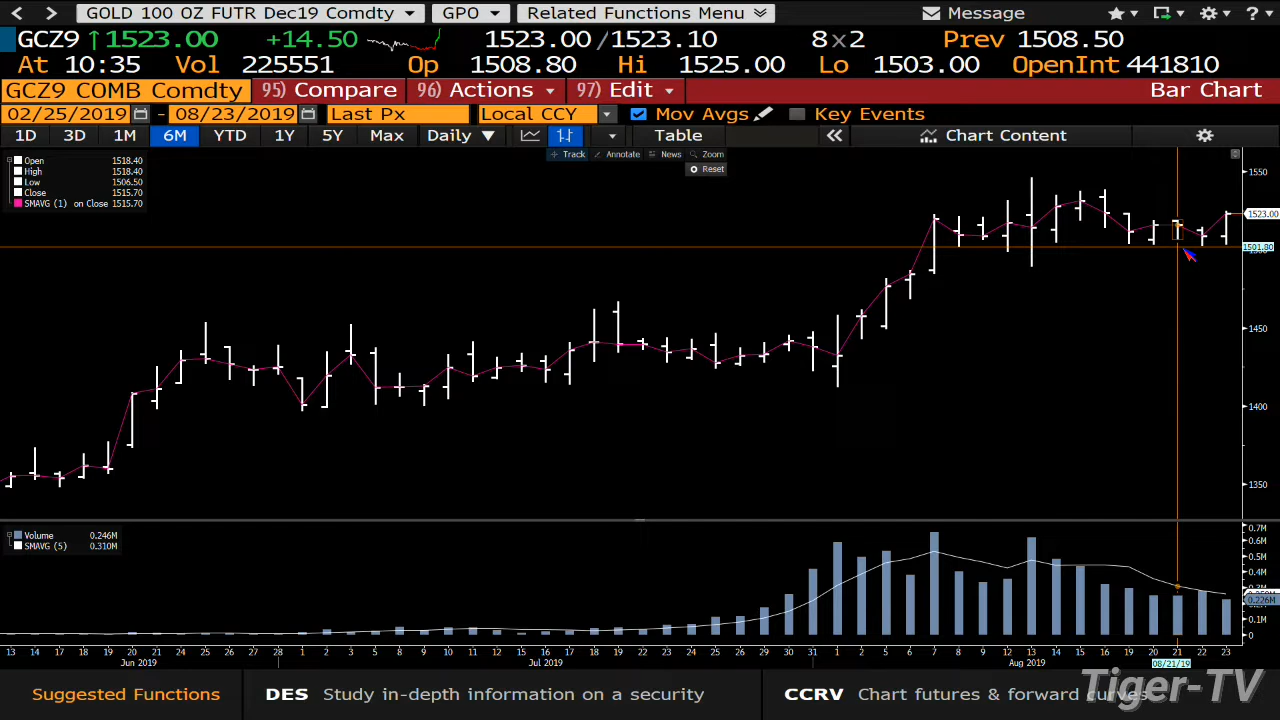 GOLD 100 OZ FUTR Dec19 Comdty GPO Related Functions Menu Message
GCZ9 ↑1523.00 +14.50 1523.00/1523.10 8x2 Prev 1508.50
At 10:35 Vol 225551 Op 1508.80 Hi 1525.00 Lo 1503.00 OpenInt 441810
GCZ9 COMB Comdty 95) Compare 96) Actions 97) Edit Bar Chart
02/25/2019 - 08/23/2019 Last Px Local CCY Mov Avgs Key Events
1D 3D 1M 6M YTD 1Y 5Y Max Daily ▼ Table « Chart Content
Track Annotate News Zoom
Reset
Open 1518.40
High 1518.40
Low 1506.50
Close 1515.70
SMAVG (1) on Close 1515.70
1550
1523.00
1501.80
1450
1400
1350
Volume 0.246M
SMAVG (5) 0.310M
0.7M
0.6M
0.5M
0.4M
0.226M
0.1M
0
13 14 17 18 19 20 21 24 25 26 27 28 1 2 3 5 8 9 10 11 12 15 16 17 18 19 22 23 24 25 26 29 30 31 1 2 5 6 7 8 9 12 13 14 15 16 19 20 21 22 23
Jun 2019 Jul 2019 Aug 2019 08/21/19
Suggested Functions DES Study in-depth information on a security CCRV Chart futures & forward curves
Tiger-TV